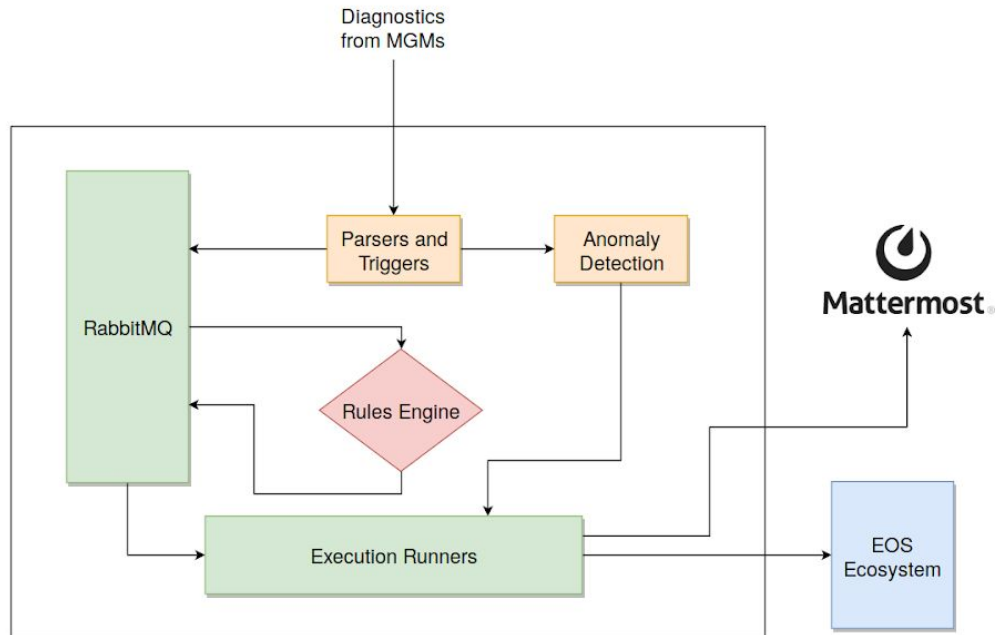 Diagnostics
from MGMs
Parsers and
Triggers
Anomaly
Detection
Mattermost®
RabbitMQ
Rules Engine
Execution Runners
EOS
Ecosystem